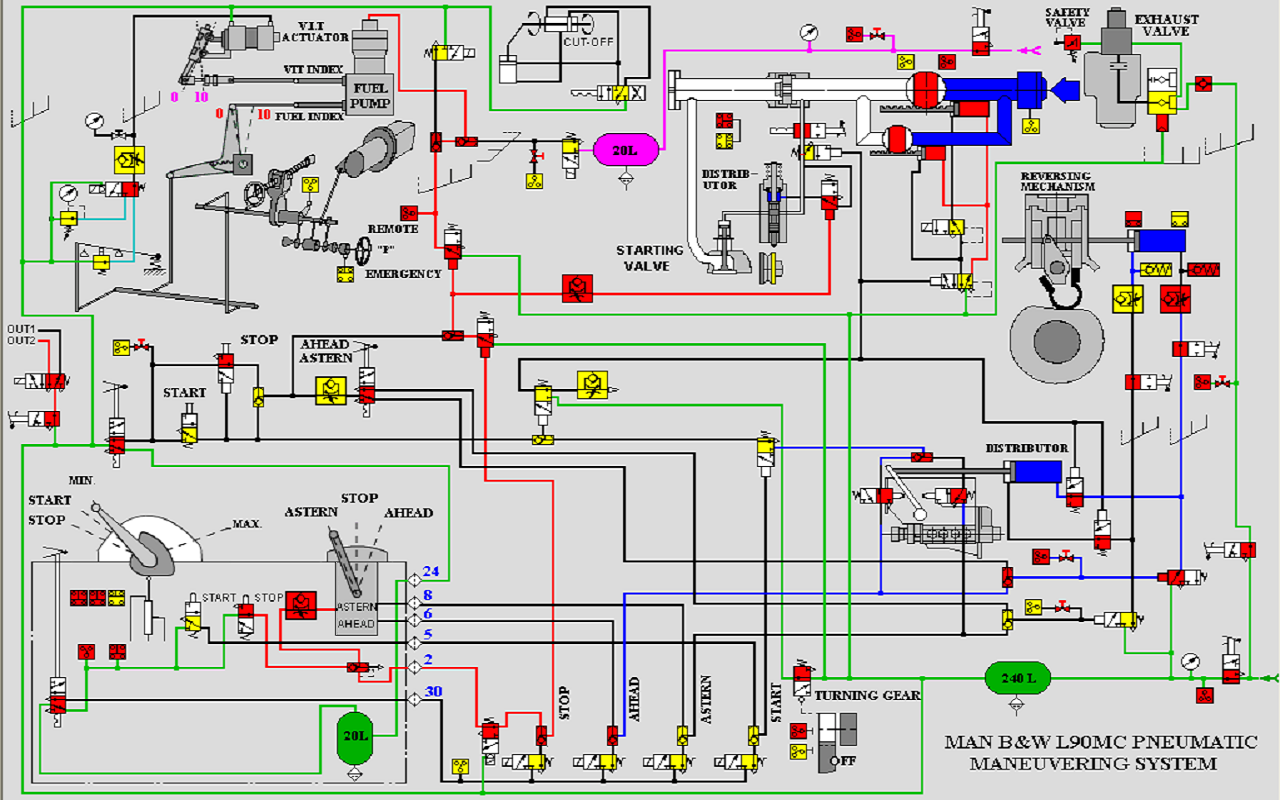 V.I.T
ACTUATOR
VIT INDEX
0 10
FUEL
PUMP
0 10 FUEL INDEX
CUT-OFF
SAFETY
VALVE
EXHAUST
VALVE
20L
DISTRIB-
UTOR
STARTING
VALVE
REVERSING
MECHANISM
REMOTE
EMERGENCY
OUT1
OUT2
STOP
START
AHEAD
ASTERN
DISTRIBUTOR
MIN.
START
STOP
MAX.
STOP
ASTERN
AHEAD
START
STOP
ASTERN
AHEAD
24
8
6
5
2
30
20L
STOP
AHEAD
ASTERN
START
TURNING GEAR
OFF
240 L
MAN B&W L90MC PNEUMATIC
MANEUVERING SYSTEM